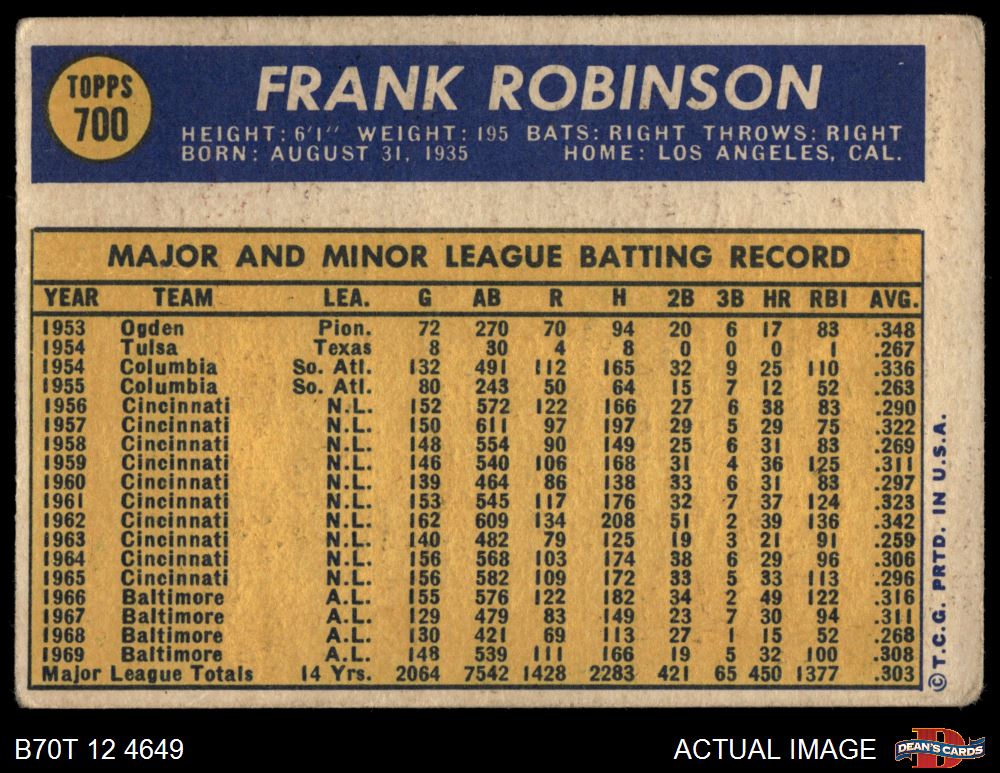 TOPPS
700
FRANK ROBINSON
HEIGHT: 6'1" WEIGHT: 195 BATS: RIGHT THROWS: RIGHT
BORN: AUGUST 31, 1935 HOME: LOS ANGELES, CAL.
MAJOR AND MINOR LEAGUE BATTING RECORD
YEAR TEAM LEA. G AB R H 2B 3B HR RBI AVG.
1953 Ogden Pion. 72 270 70 94 20 6 17 83 .348
1954 Tulsa Texas 8 30 4 8 0 0 0 1 .267
1954 Columbia So. Atl. 132 491 112 165 32 9 25 110 .336
1955 Columbia So. Atl. 80 243 50 64 15 7 12 52 .263
1956 Cincinnati N.L. 152 572 122 166 27 6 38 83 .290
1957 Cincinnati N.L. 150 611 97 197 29 5 29 75 .322
1958 Cincinnati N.L. 148 554 90 149 25 6 31 83 .269
1959 Cincinnati N.L. 146 540 106 168 31 4 36 125 .311
1960 Cincinnati N.L. 139 464 86 138 33 6 31 83 .297
1961 Cincinnati N.L. 153 545 117 176 32 7 37 124 .323
1962 Cincinnati N.L. 162 609 134 208 51 2 39 136 .342
1963 Cincinnati N.L. 140 482 79 125 19 3 21 91 .259
1964 Cincinnati N.L. 156 568 103 174 38 6 29 96 .306
1965 Cincinnati N.L. 156 582 109 172 33 5 33 113 .296
1966 Baltimore A.L. 155 576 122 182 34 2 49 122 .316
1967 Baltimore A.L. 129 479 83 149 23 7 30 94 .311
1968 Baltimore A.L. 130 421 69 113 27 1 15 52 .268
1969 Baltimore A.L. 148 539 111 166 19 5 32 100 .308
Major League Totals 14 Yrs. 2064 7542 1428 2283 421 65 450 1377 .303
© T.C.G. PRTD. IN U.S.A.
B70T 12 4649 ACTUAL IMAGE
D
DEAN'S CARDS